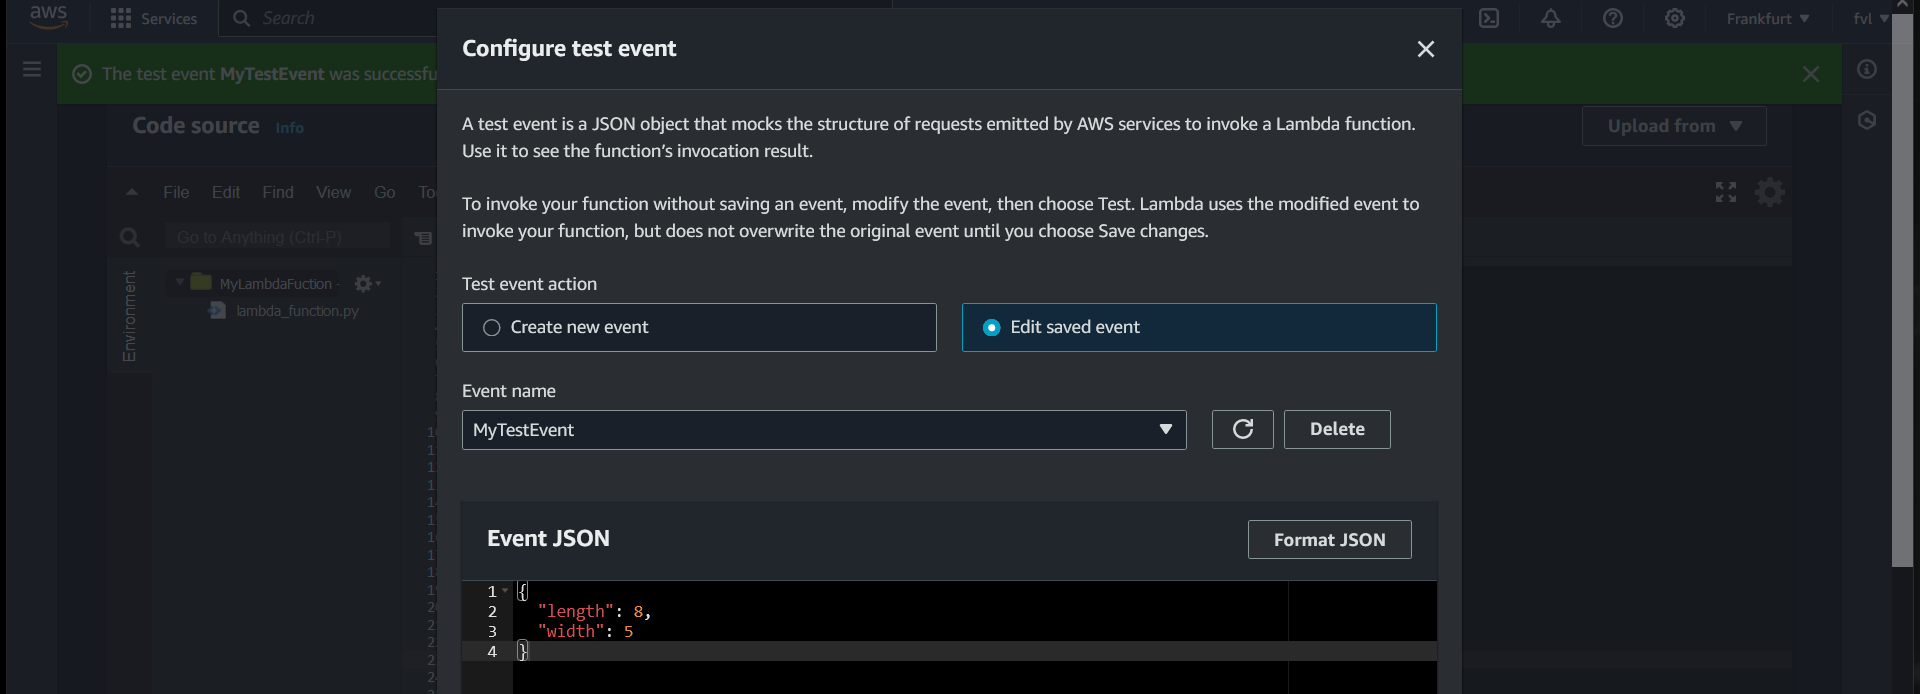 aws
Services
Search
Frankfurt
fvl
The test event MyTestEvent was successfu
Code source Info
Upload from
File Edit Find View Go To
Go to Anything (Ctrl-P)
Environment
MyLambdaFuction -
lambda_function.py
Configure test event
A test event is a JSON object that mocks the structure of requests emitted by AWS services to invoke a Lambda function.
Use it to see the function’s invocation result.
To invoke your function without saving an event, modify the event, then choose Test. Lambda uses the modified event to
invoke your function, but does not overwrite the original event until you choose Save changes.
Test event action
Create new event
Edit saved event
Event name
MyTestEvent
Delete
Event JSON
Format JSON
1 {
2 "length": 8,
3 "width": 5
4 }